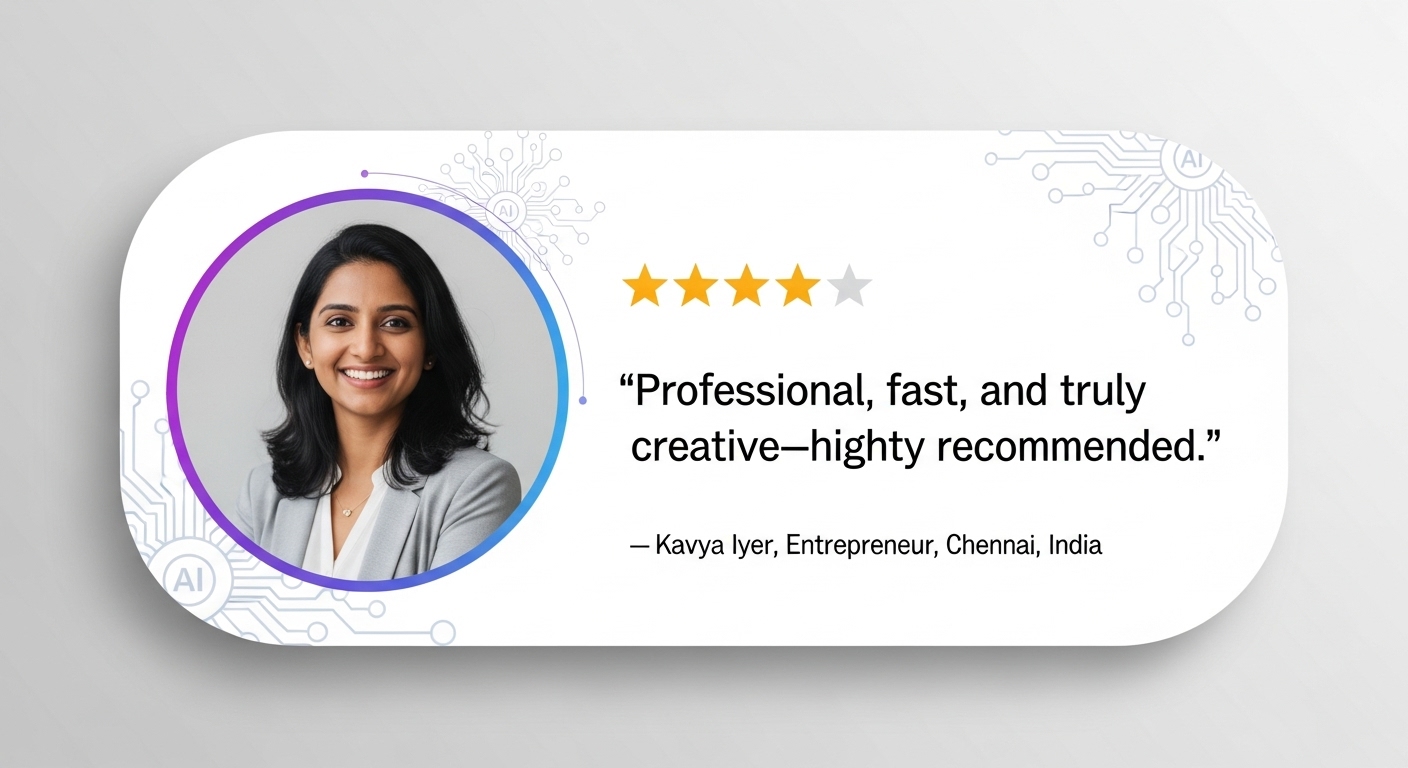 AI
AI
“Professional, fast, and truly
creative—highty recommended.”
— Kavya Iyer, Entrepreneur, Chennai, India
AI